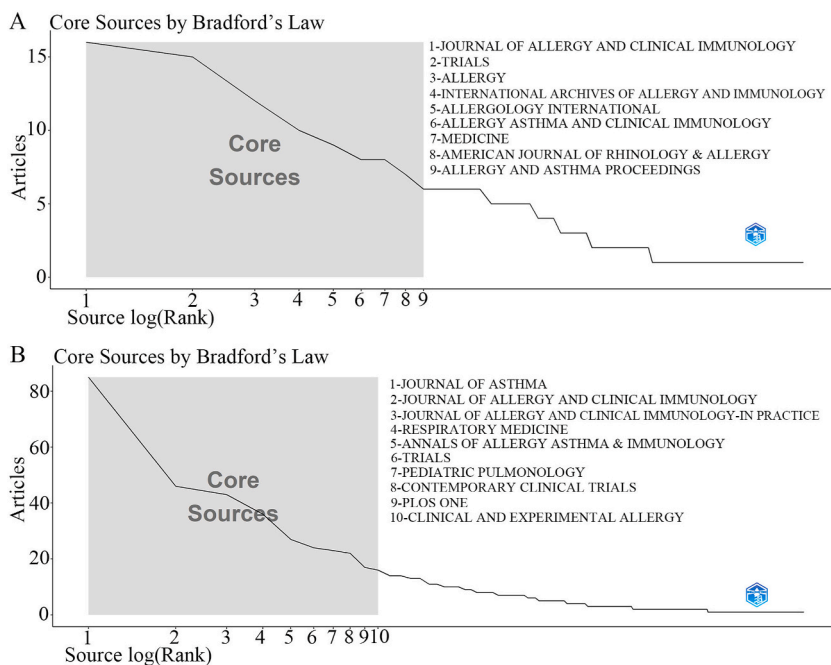 A
Core Sources by Bradford's Law
15
10
5
0
Articles
Core
Sources
1-JOURNAL OF ALLERGY AND CLINICAL IMMUNOLOGY
2-TRIALS
3-ALLERGY
4-INTERNATIONAL ARCHIVES OF ALLERGY AND IMMUNOLOGY
5-ALLERGOLOGY INTERNATIONAL
6-ALLERGY ASTHMA AND CLINICAL IMMUNOLOGY
7-MEDICINE
8-AMERICAN JOURNAL OF RHINOLOGY & ALLERGY
9-ALLERGY AND ASTHMA PROCEEDINGS
1 2 3 4 5 6 7 8 9
Source log(Rank)
B
Core Sources by Bradford's Law
80
60
40
20
0
Articles
Core
Sources
1-JOURNAL OF ASTHMA
2-JOURNAL OF ALLERGY AND CLINICAL IMMUNOLOGY
3-JOURNAL OF ALLERGY AND CLINICAL IMMUNOLOGY-IN PRACTICE
4-RESPIRATORY MEDICINE
5-ANNALS OF ALLERGY ASTHMA & IMMUNOLOGY
6-TRIALS
7-PEDIATRIC PULMONOLOGY
8-CONTEMPORARY CLINICAL TRIALS
9-PLOS ONE
10-CLINICAL AND EXPERIMENTAL ALLERGY
1 2 3 4 5 6 7 8 9 10
Source log(Rank)